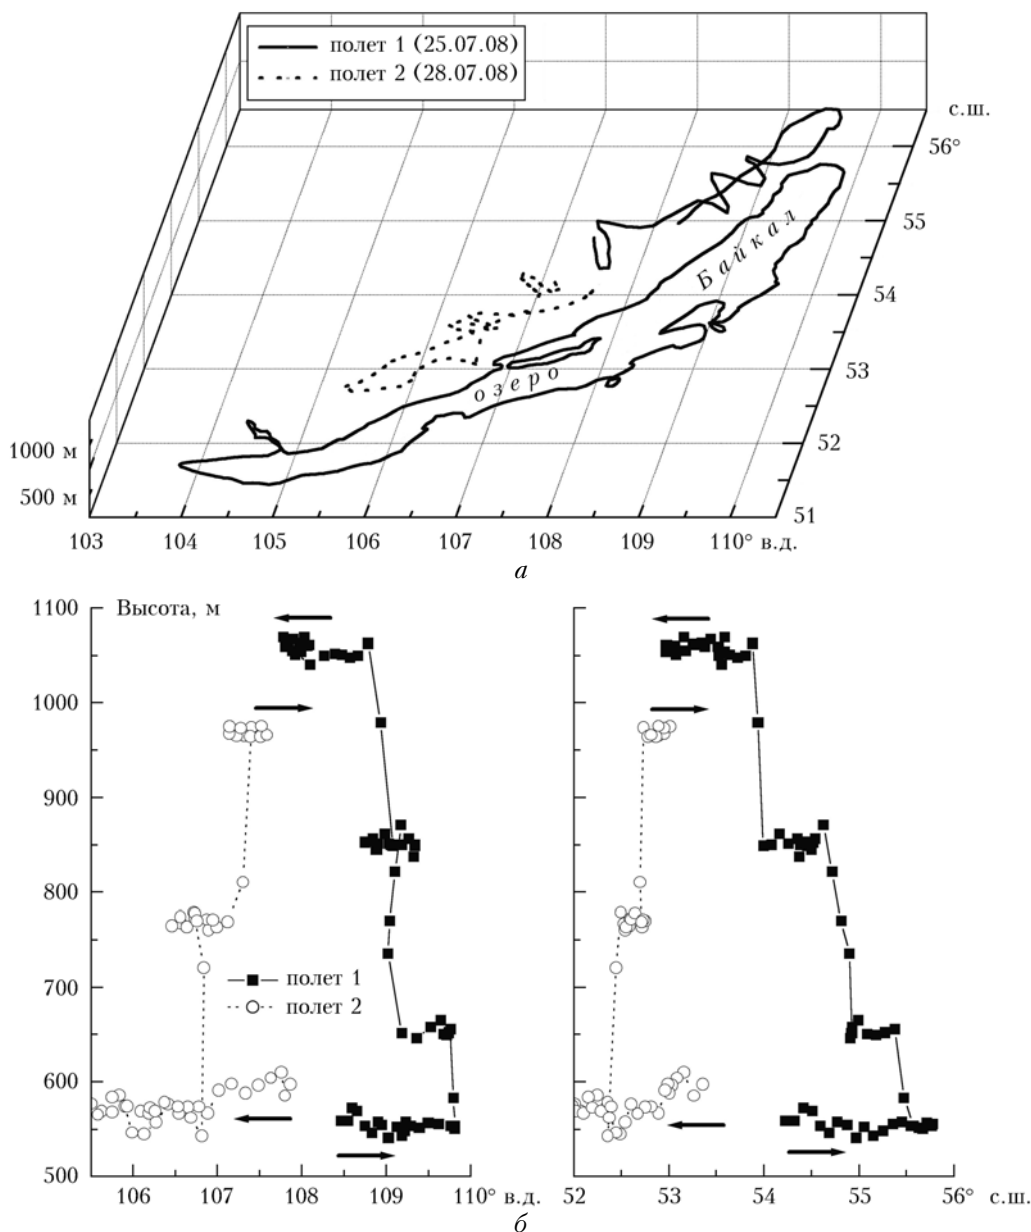 полет 1 (25.07.08)
полет 2 (28.07.08)
с.ш.
56°
55
54
53
52
51
Байкал
озеро
1000 м
500 м
103 104 105 106 107 108 109 110° в.д.
а
1100 Высота, м
1000
900
800
700
600
500
полет 1
полет 2
106 107 108 109 110° в.д. 52 53 54 55 56° с.ш.
б